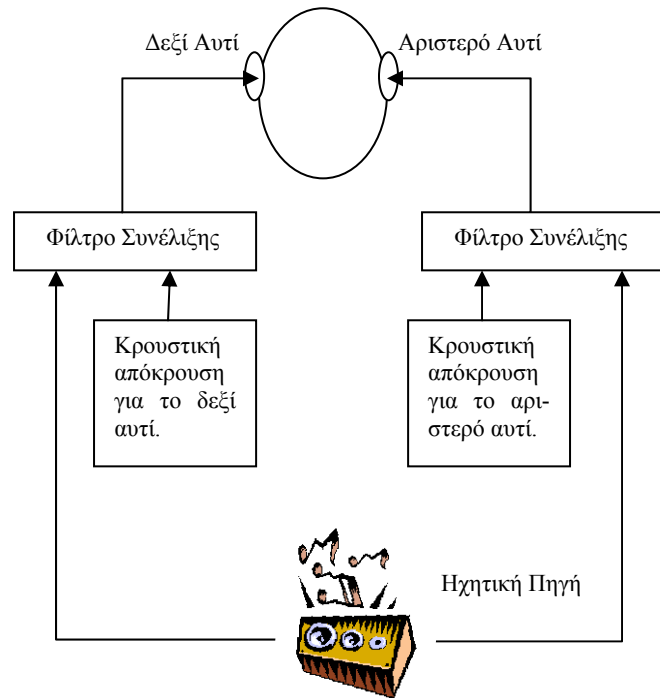 Δεξί Αυτί
Αριστερό Αυτί
Φίλτρο Συνέλιξης
Φίλτρο Συνέλιξης
Κρουστική
απόκρουση
για το δεξί
αυτί.
Κρουστική
απόκρουση
για το αρι-
στερό αυτί.
Ηχητική Πηγή